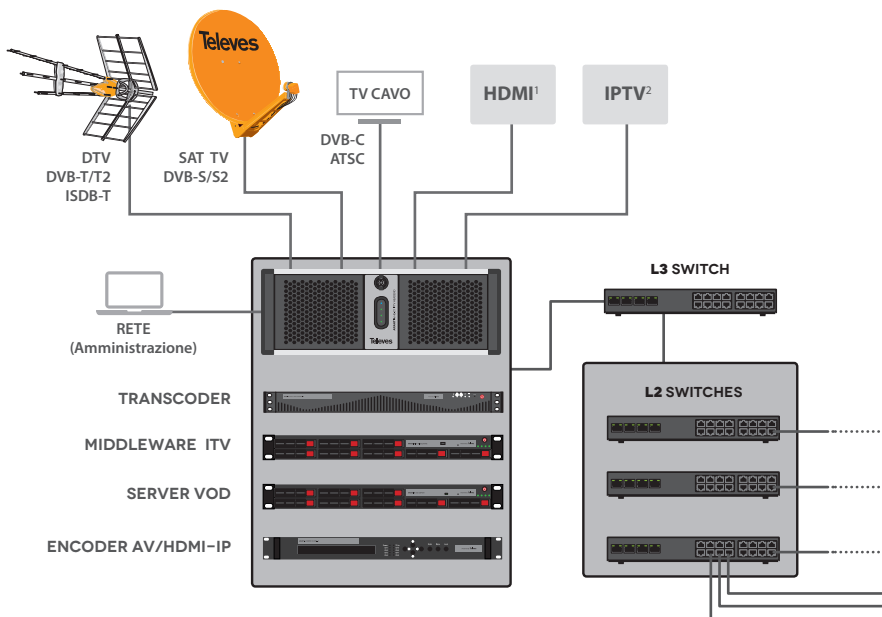 Televes
TV CAVO
HDMI1
IPTV2
DTV
DVB-T/T2
ISDB-T
SAT TV
DVB-S/S2
DVB-C
ATSC
L3 SWITCH
RETE
(Amministrazione)
Televes
L2 SWITCHES
TRANSCODER
MIDDLEWARE ITV
SERVER VOD
ENCODER AV/HDMI-IP